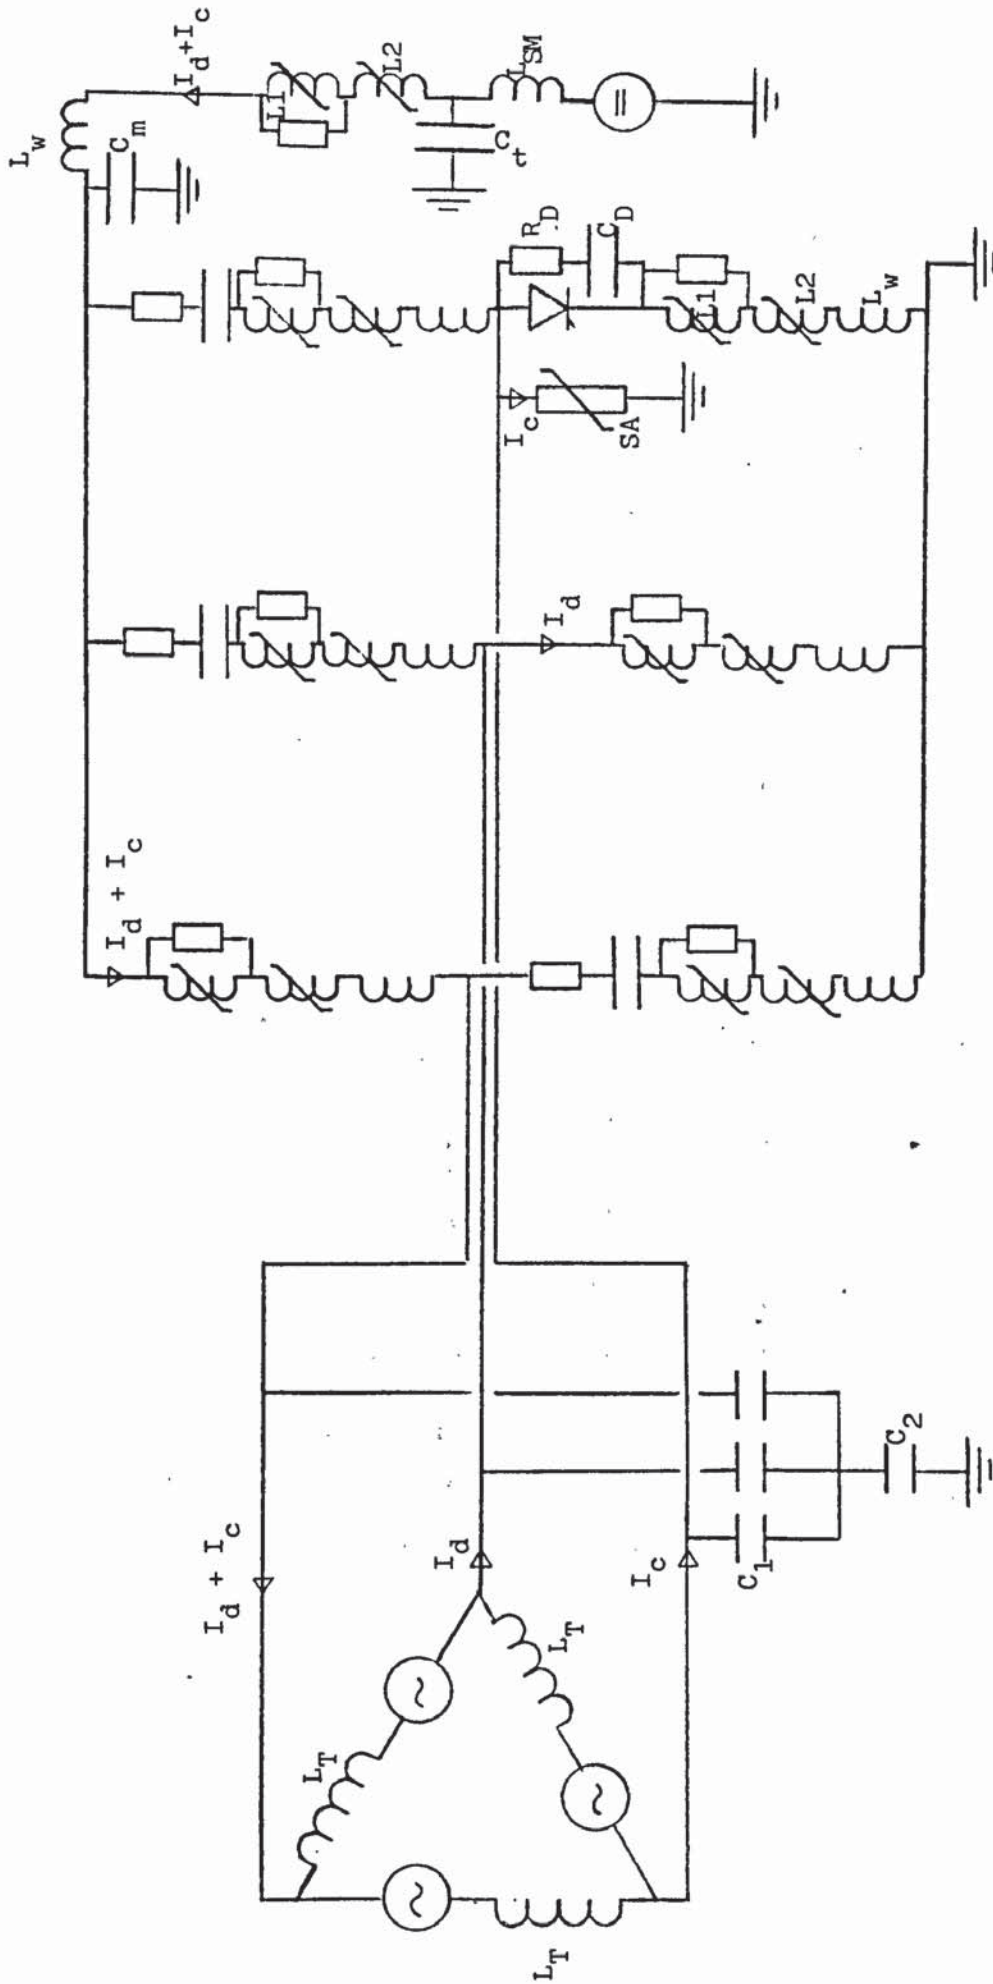 L_w
C_m
I_d+I_c
L1
L2
C_t
L_SM
=
I_d + I_c
R_D
C_D
L1
L2
L_w
I_c
SA
I_d
I_d + I_c
I_d
I_c
L_T
~
L_T
~
~
L_T
C_1
C_2